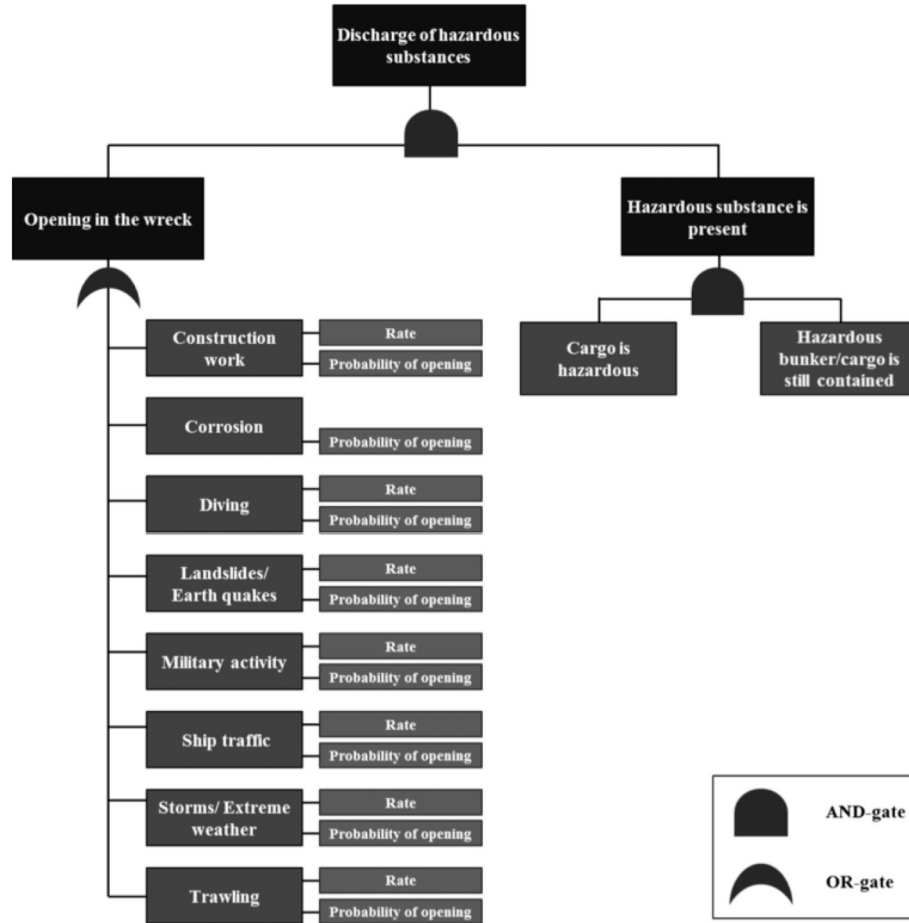 Discharge of hazardous
substances
Opening in the wreck
Hazardous substance is
present
Construction
work
Rate
Probability of opening
Cargo is
hazardous
Hazardous
bunker/cargo is
still contained
Corrosion
Probability of opening
Diving
Rate
Probability of opening
Landslides/
Earth quakes
Rate
Probability of opening
Military activity
Rate
Probability of opening
Ship traffic
Rate
Probability of opening
Storms/ Extreme
weather
Rate
Probability of opening
Trawling
Rate
Probability of opening
AND-gate
OR-gate